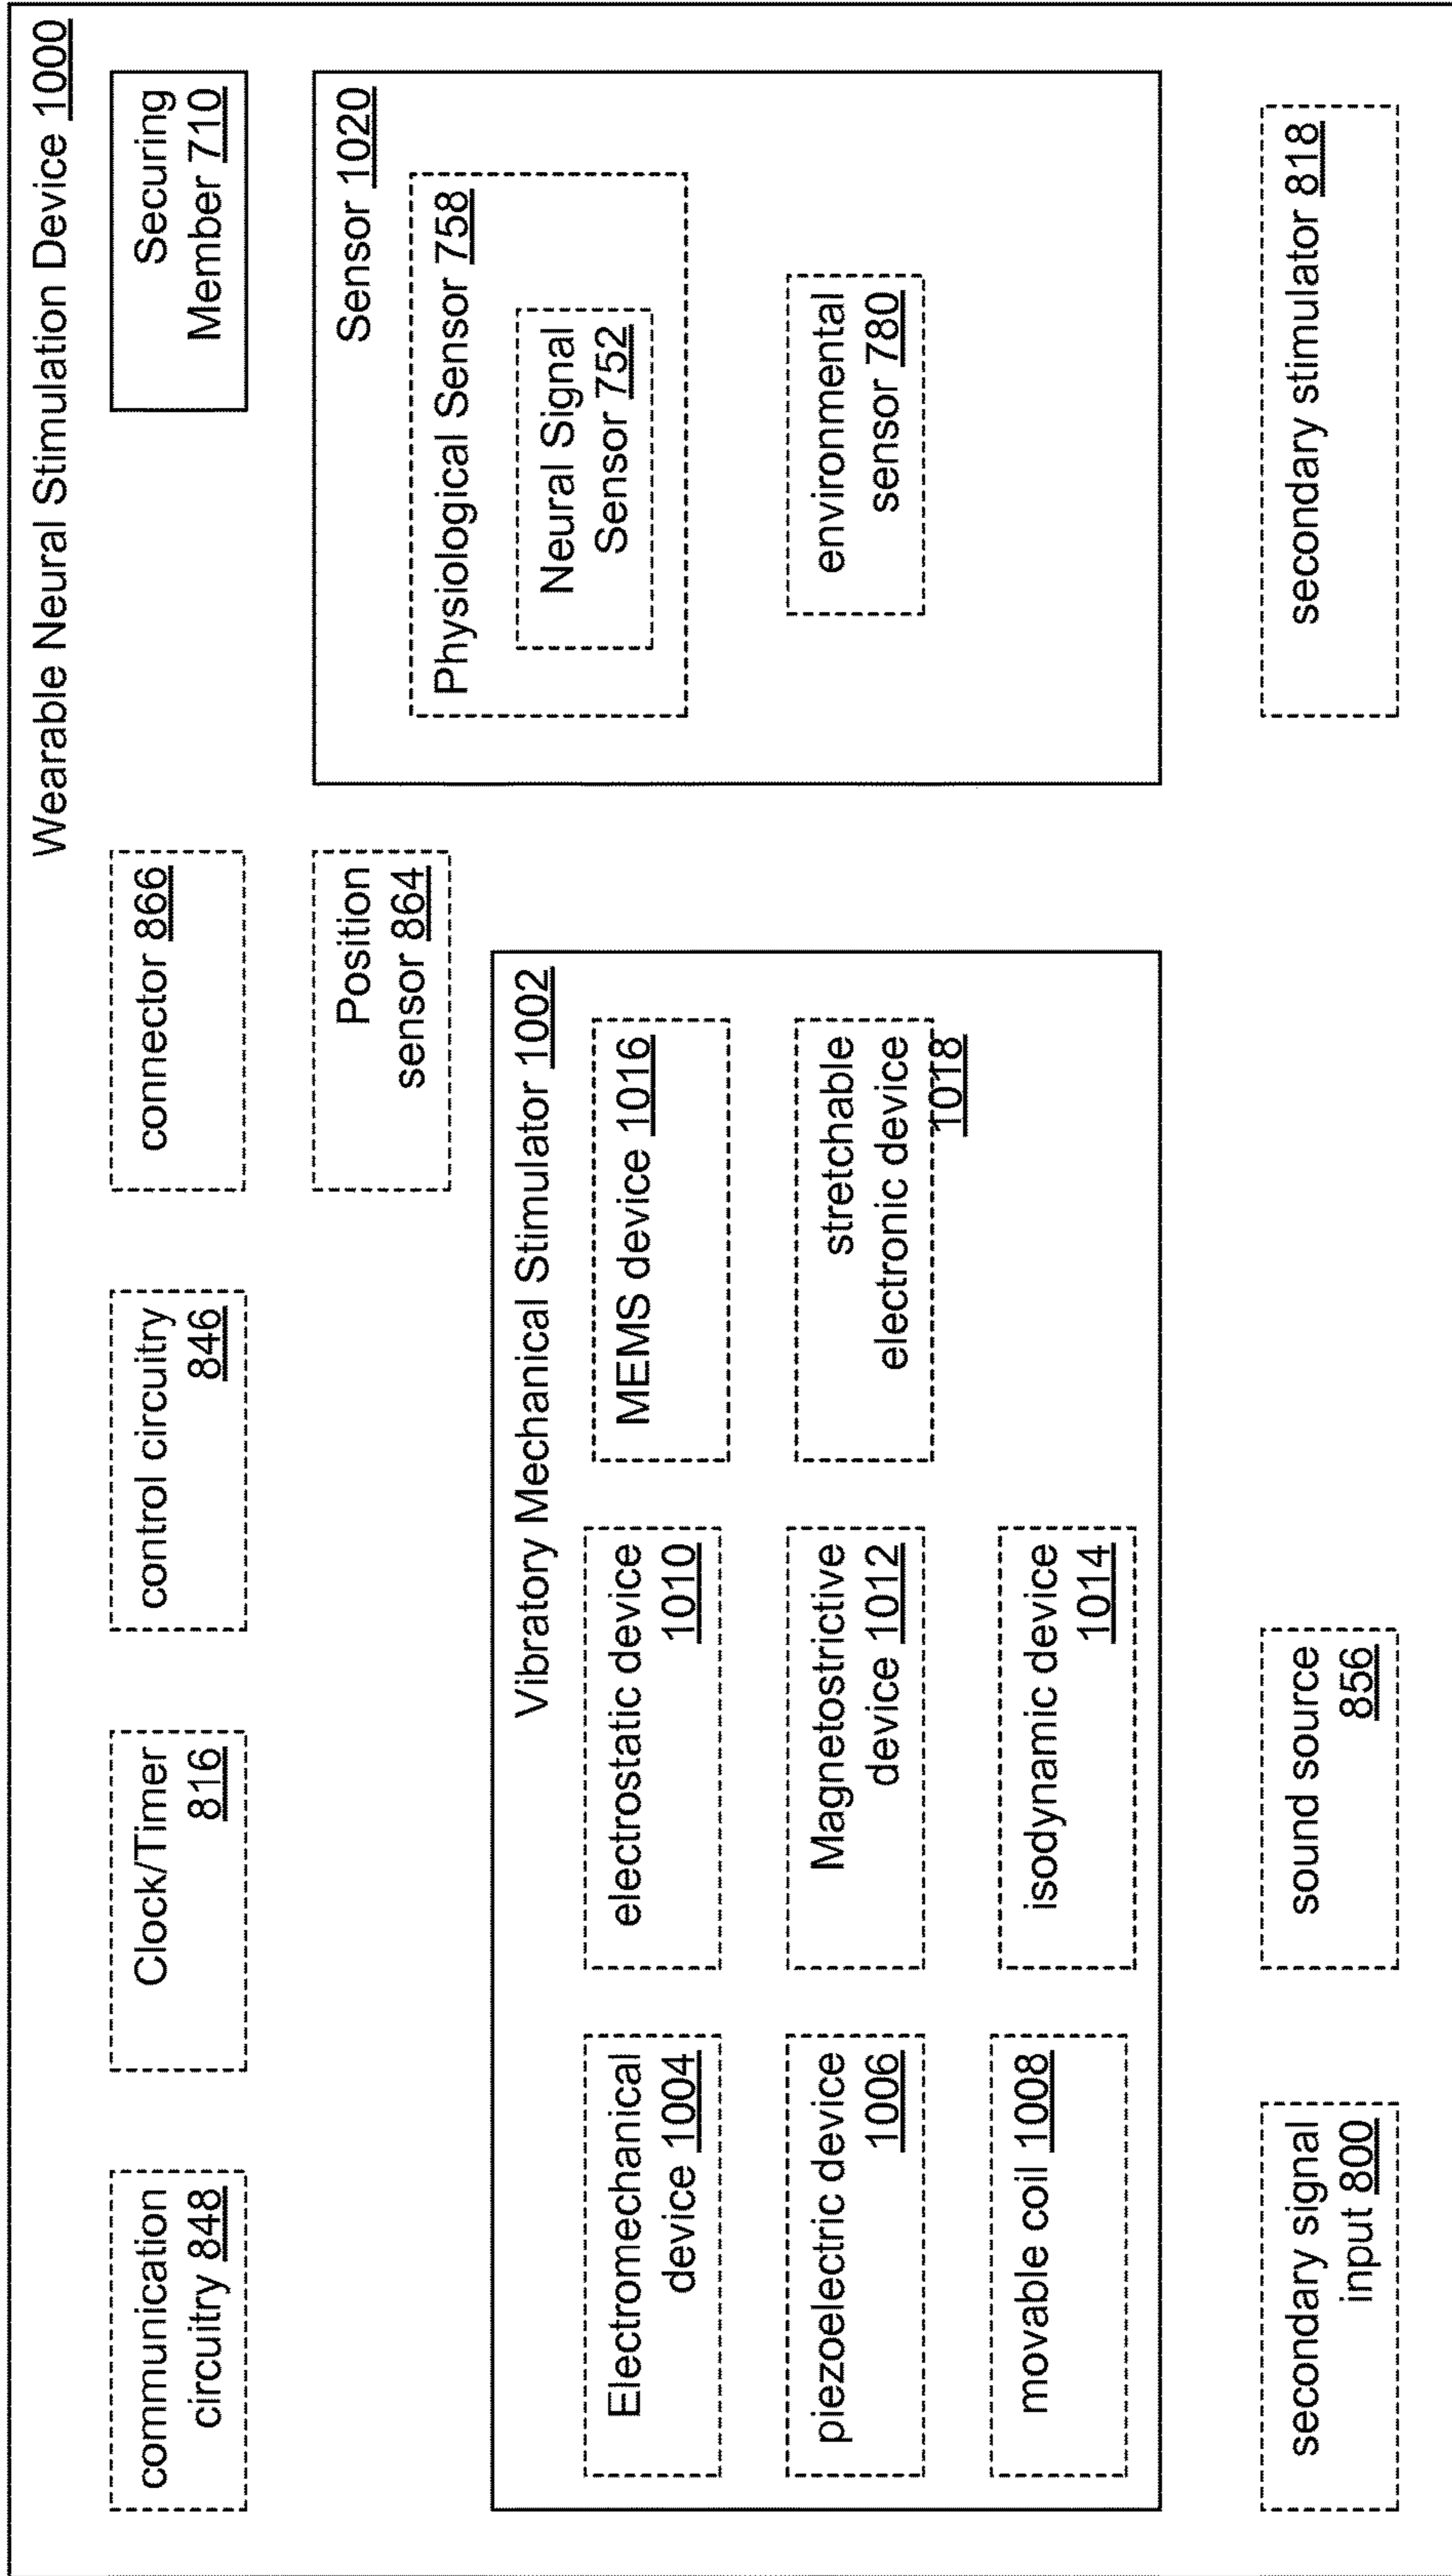 Wearable Neural Stimulation Device 1000
communication
circuitry 848
Clock/Timer
816
control circuitry
846
connector 866
Securing
Member 710
Position
sensor 864
Sensor 1020
Physiological Sensor 758
Neural Signal
Sensor 752
environmental
sensor 780
Vibratory Mechanical Stimulator 1002
Electromechanical
device 1004
electrostatic device
1010
MEMS device 1016
piezoelectric device
1006
Magnetostrictive
device 1012
stretchable
electronic device
1018
movable coil 1008
isodynamic device
1014
secondary signal
input 800
sound source
856
secondary stimulator 818